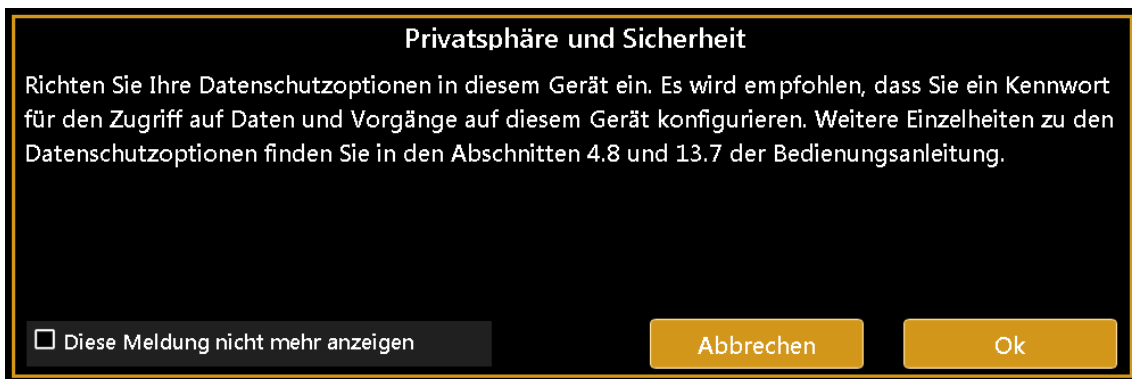 Privatsphäre und Sicherheit
Richten Sie Ihre Datenschutzoptionen in diesem Gerät ein. Es wird empfohlen, dass Sie ein Kennwort
für den Zugriff auf Daten und Vorgänge auf diesem Gerät konfigurieren. Weitere Einzelheiten zu den
Datenschutzoptionen finden Sie in den Abschnitten 4.8 und 13.7 der Bedienungsanleitung.
Diese Meldung nicht mehr anzeigen
Abbrechen
Ok